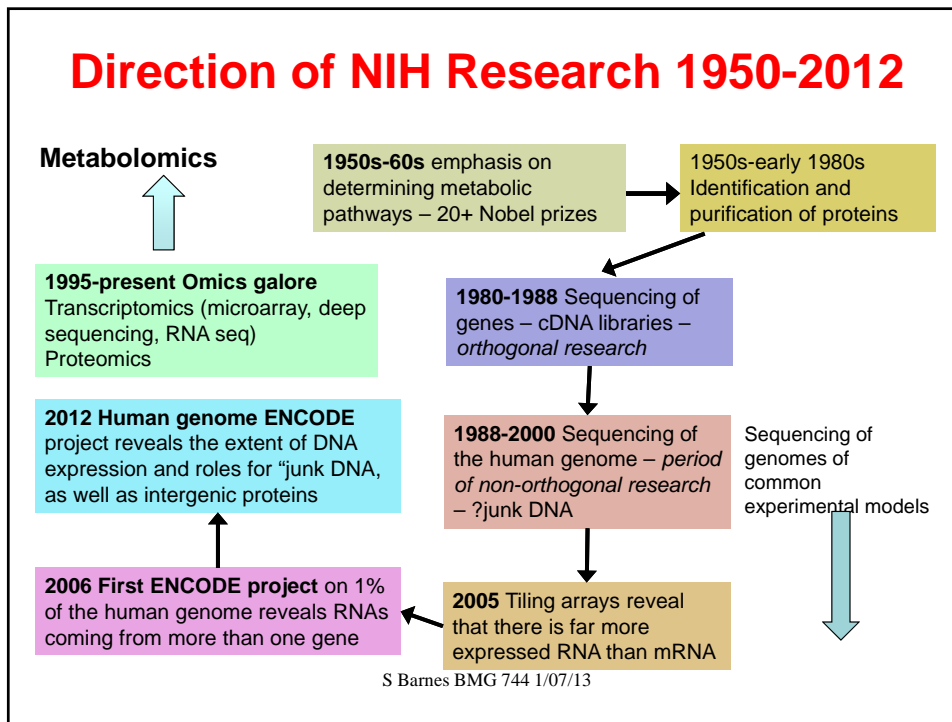 Direction of NIH Research 1950-2012
Metabolomics
1950s-60s emphasis on
determining metabolic
pathways – 20+ Nobel prizes
1950s-early 1980s
Identification and
purification of proteins
1995-present Omics galore
Transcriptomics (microarray, deep
sequencing, RNA seq)
Proteomics
1980-1988 Sequencing of
genes – cDNA libraries –
orthogonal research
2012 Human genome ENCODE
project reveals the extent of DNA
expression and roles for “junk DNA,
as well as intergenic proteins
1988-2000 Sequencing of
the human genome – period
of non-orthogonal research
– ?junk DNA
Sequencing of
genomes of
common
experimental models
2006 First ENCODE project on 1%
of the human genome reveals RNAs
coming from more than one gene
2005 Tiling arrays reveal
that there is far more
expressed RNA than mRNA
S Barnes BMG 744 1/07/13